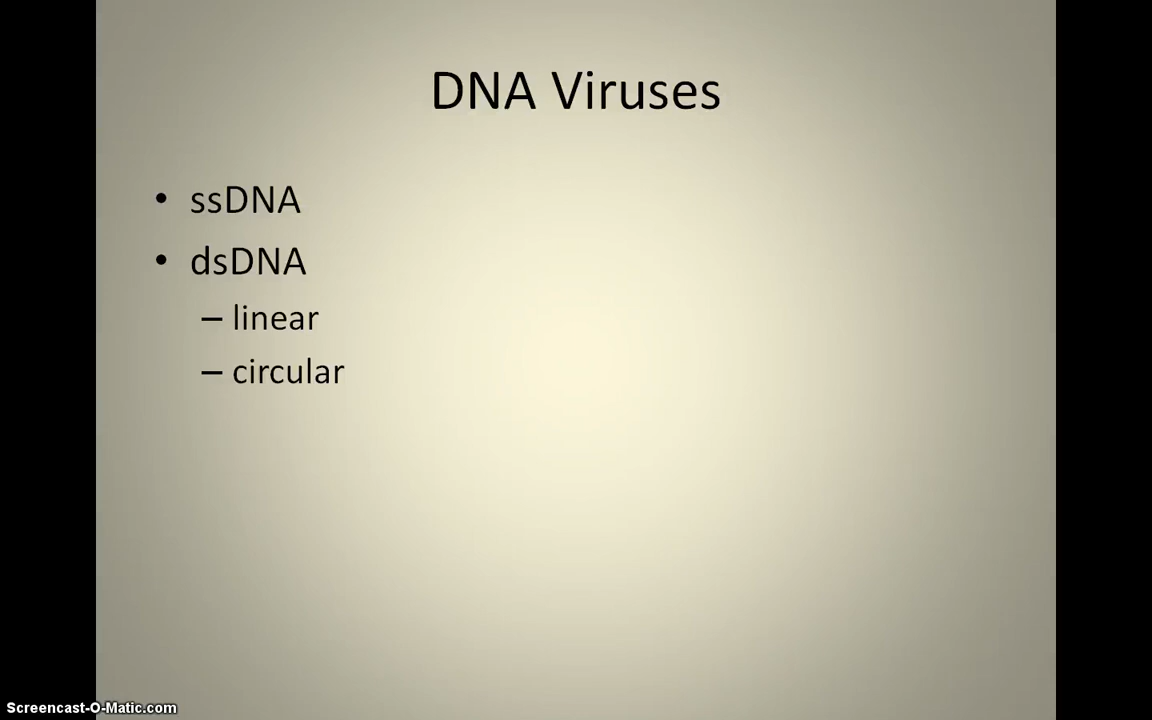 DNA Viruses
• ssDNA
• dsDNA
– linear
– circular
Screencast-O-Matic.com